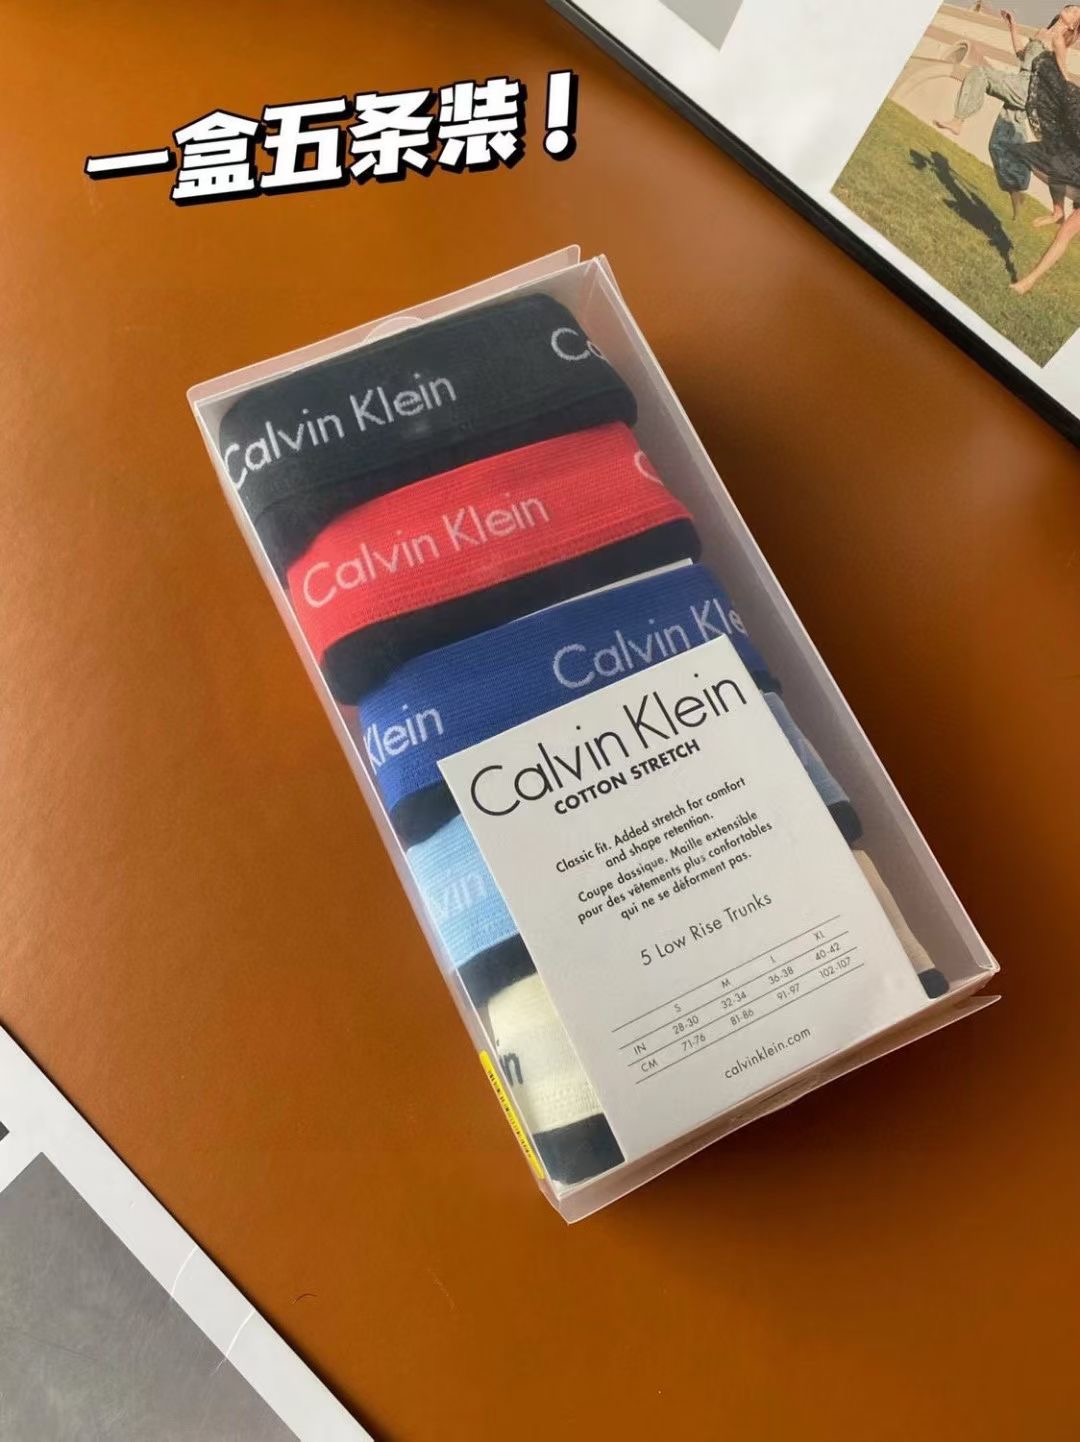 一盒五条装！
Calvin Klein
Calvin Klein
Calvin Kle
Klein
Calvin Klein
COTTON STRETCH
Classic fit. Added stretch for comfort
and shape retention.
Coupe classique. Maille extensible
pour des vêtements plus confortables
qui ne se déforment pas.
5 Low Rise Trunks
S M L XL
IN 28-30 32-34 36-38 40-42
CM 71-76 81-86 91-97 102-107
calvinklein.com